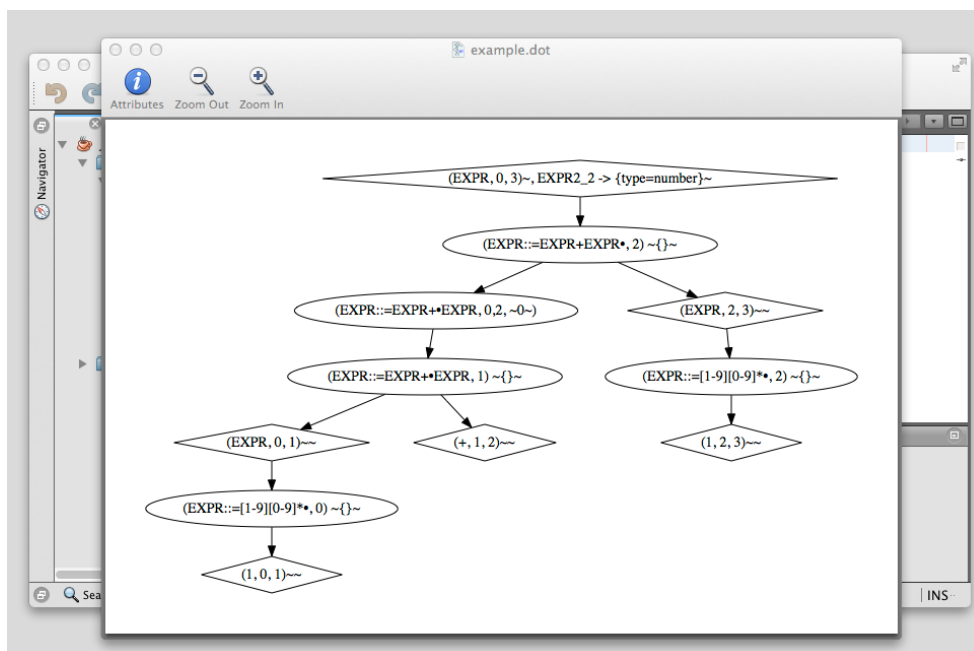 example.dot
Attributes Zoom Out Zoom In
Navigator
(EXPR, 0, 3)~, EXPR2_2 -> {type=number}~
(EXPR::=EXPR+EXPR•, 2) ~{}~
(EXPR::=EXPR+•EXPR, 0,2, ~0~)
(EXPR, 2, 3)~~
(EXPR::=EXPR+•EXPR, 1) ~{}~
(EXPR::=[1-9][0-9]*•, 2) ~{}~
(EXPR, 0, 1)~~
(+, 1, 2)~~
(1, 2, 3)~~
(EXPR::=[1-9][0-9]*•, 0) ~{}~
(1, 0, 1)~~
Sea
INS